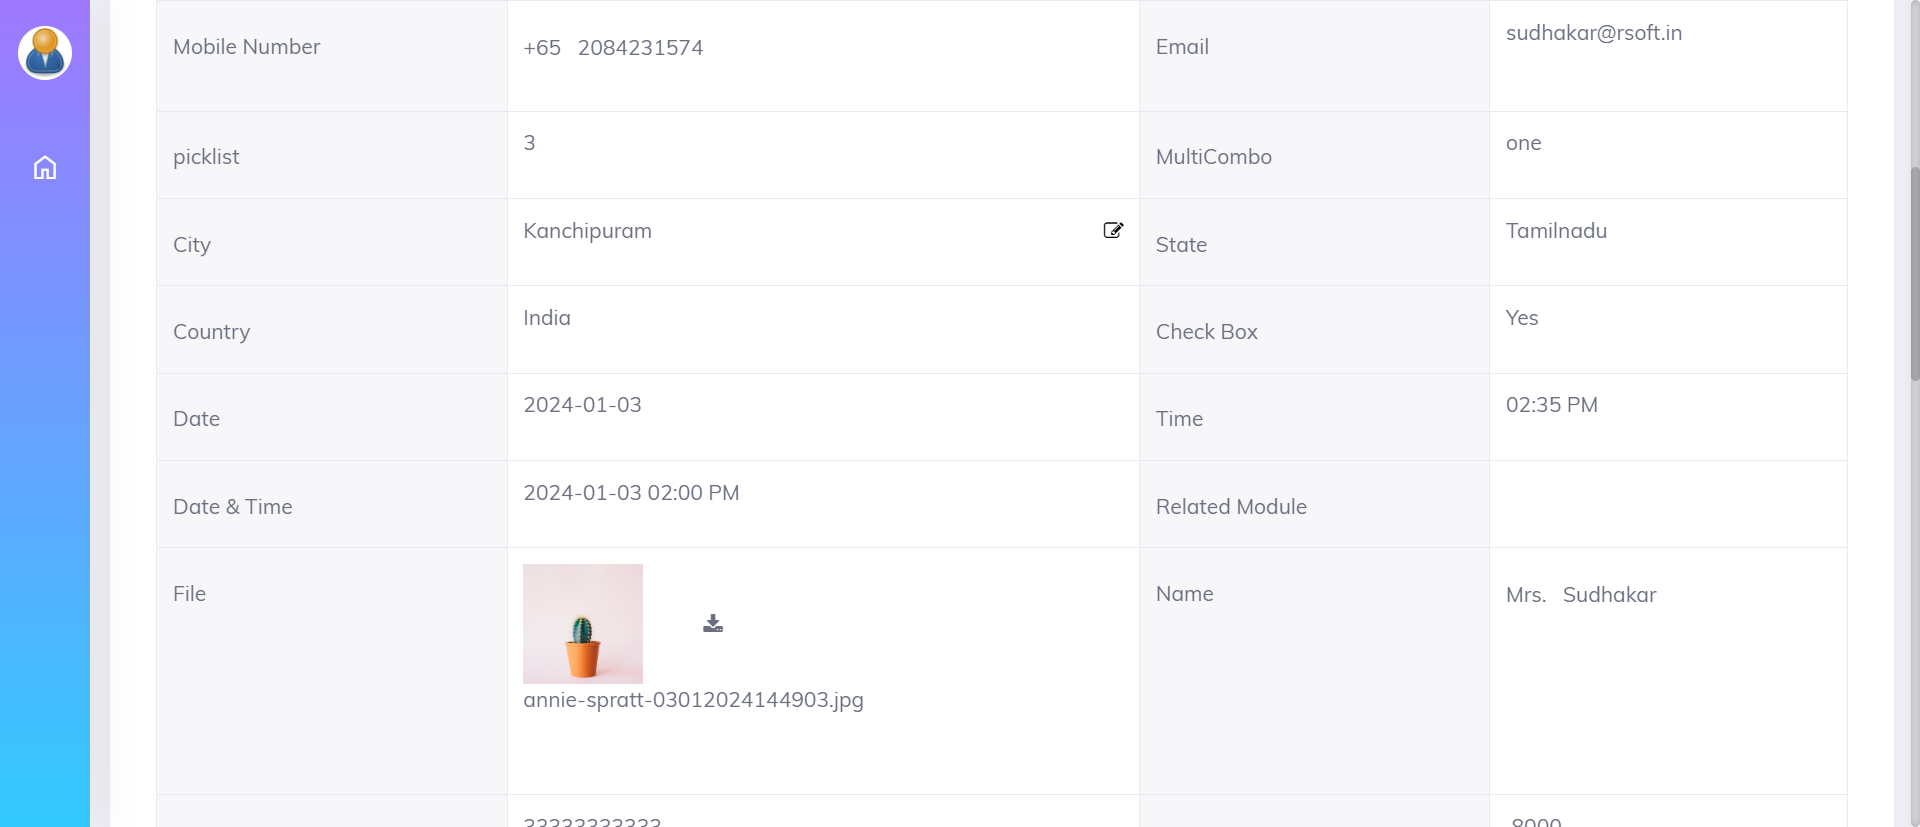 Mobile Number +65 2084231574 Email sudhakar@rsoft.in
picklist 3 MultiCombo one
City Kanchipuram State Tamilnadu
Country India Check Box Yes
Date 2024-01-03 Time 02:35 PM
Date & Time 2024-01-03 02:00 PM Related Module
File Name Mrs. Sudhakar
annie-spratt-03012024144903.jpg